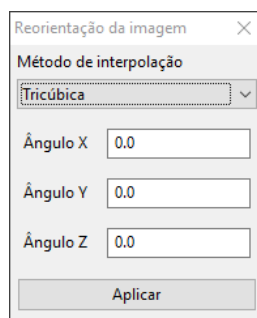 Reorientação da imagem
Método de interpolação
Tricúbica
Ângulo X 0.0
Ângulo Y 0.0
Ângulo Z 0.0
Aplicar